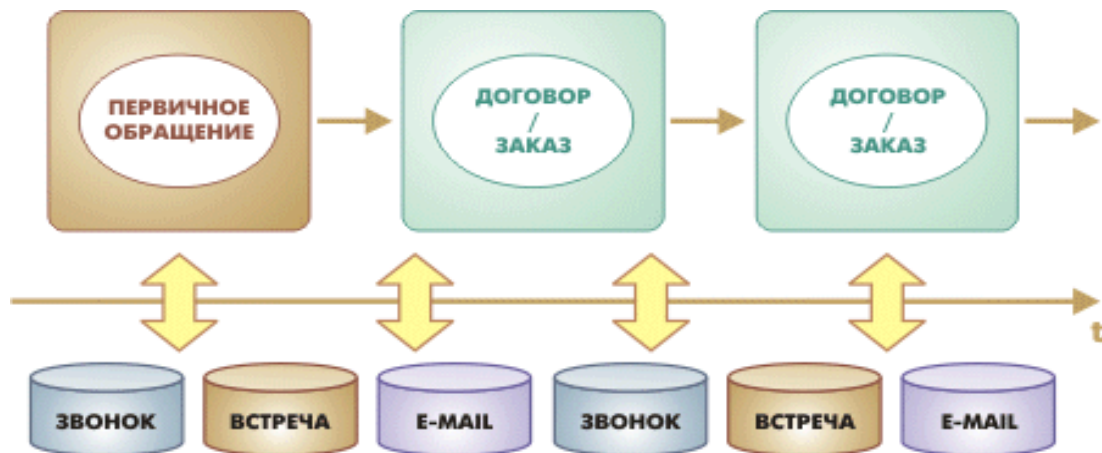 ПЕРВИЧНОЕ
ОБРАЩЕНИЕ
ДОГОВОР
/
ЗАКАЗ
ДОГОВОР
/
ЗАКАЗ
t
ЗВОНОК
ВСТРЕЧА
E-MAIL
ЗВОНОК
ВСТРЕЧА
E-MAIL